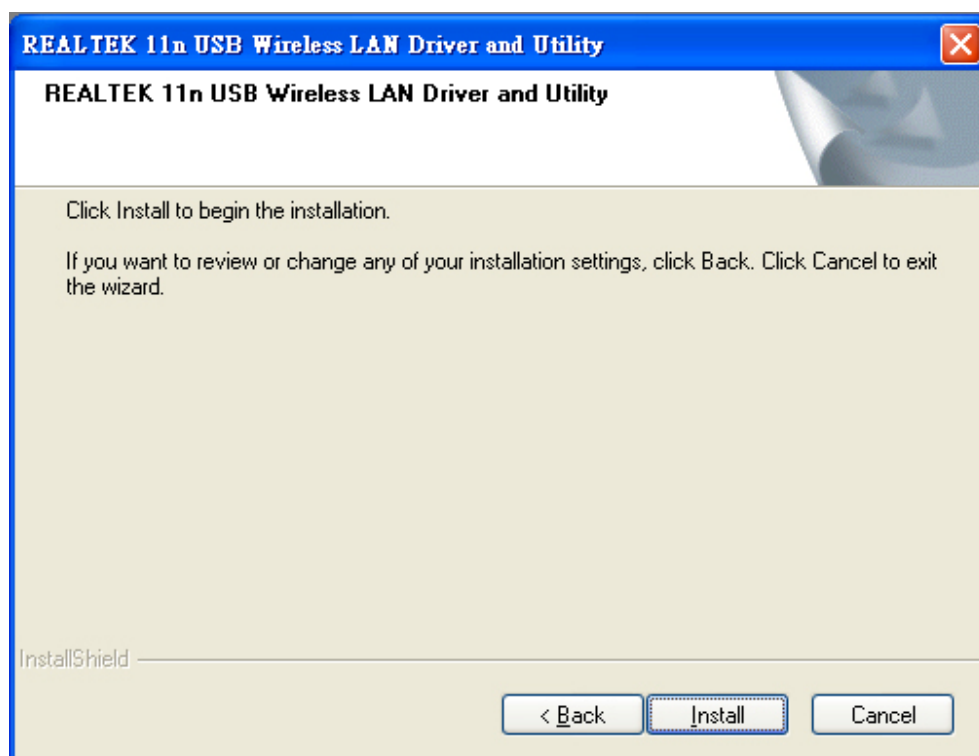 REALTEK 11n USB Wireless LAN Driver and Utility
REALTEK 11n USB Wireless LAN Driver and Utility
Click Install to begin the installation.
If you want to review or change any of your installation settings, click Back. Click Cancel to exit
the wizard.
InstallShield
< Back
Install
Cancel